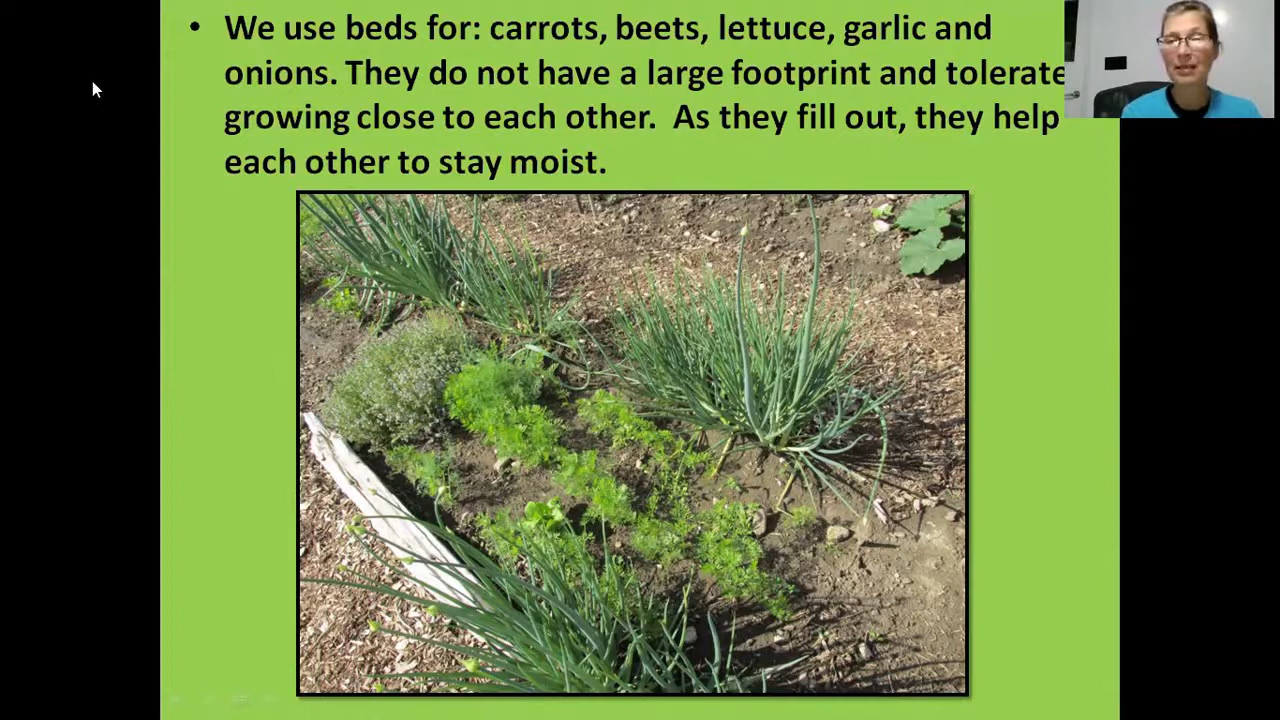 • We use beds for: carrots, beets, lettuce, garlic and
onions. They do not have a large footprint and tolerate
growing close to each other.  As they fill out, they help
each other to stay moist.